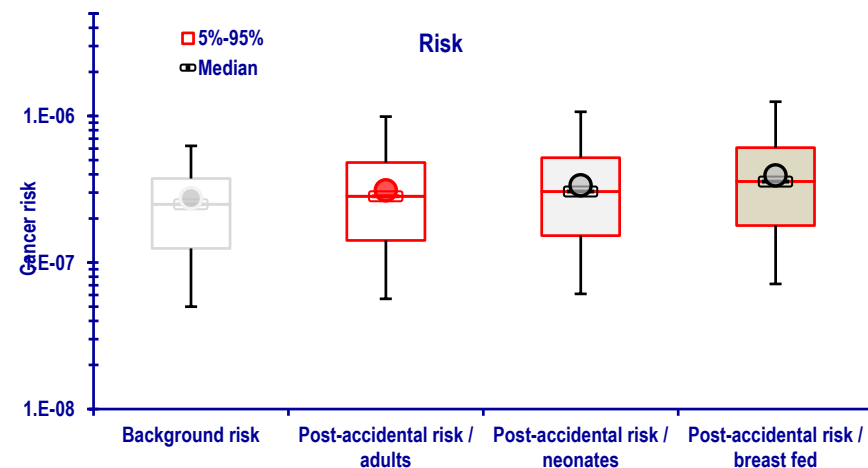 Risk
5%-95%
Median
1.E-06
1.E-07
1.E-08
Cancer risk
Background risk
Post-accidental risk /
adults
Post-accidental risk /
neonates
Post-accidental risk /
breast fed